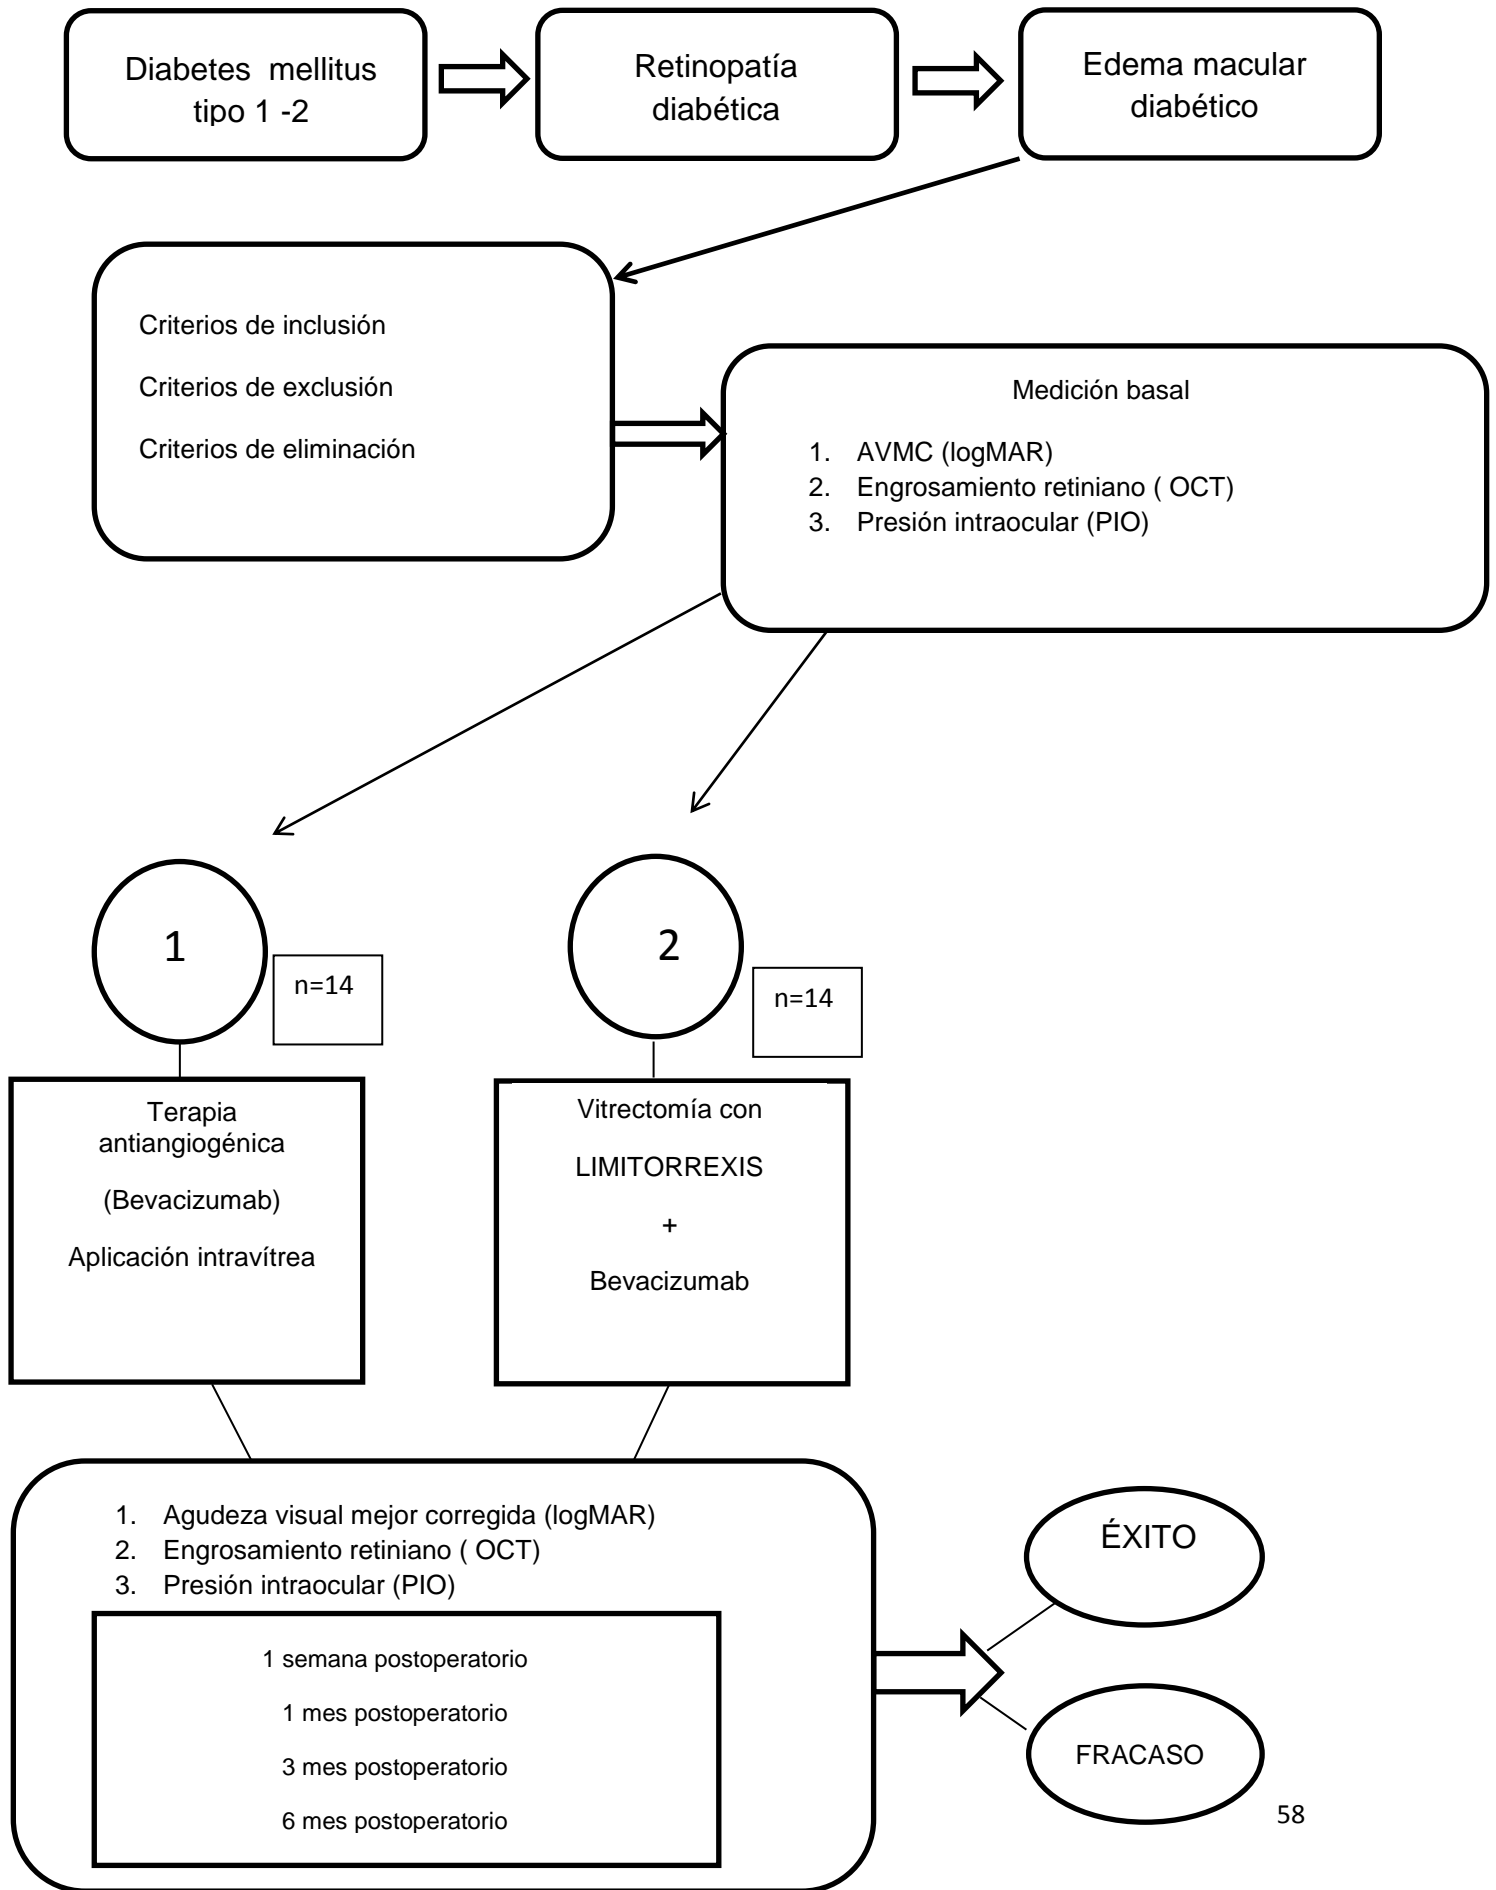 Diabetes mellitus
tipo 1 -2
Retinopatía
diabética
Edema macular
diabético
Criterios de inclusión
Criterios de exclusión
Criterios de eliminación
Medición basal
1. AVMC (logMAR)
2. Engrosamiento retiniano ( OCT)
3. Presión intraocular (PIO)
1
n=14
2
n=14
Terapia
antiangiogénica
(Bevacizumab)
Aplicación intravítrea
Vitrectomía con
LIMITORREXIS
+
Bevacizumab
1. Agudeza visual mejor corregida (logMAR)
2. Engrosamiento retiniano ( OCT)
3. Presión intraocular (PIO)
1 semana postoperatorio
1 mes postoperatorio
3 mes postoperatorio
6 mes postoperatorio
ÉXITO
FRACASO
58